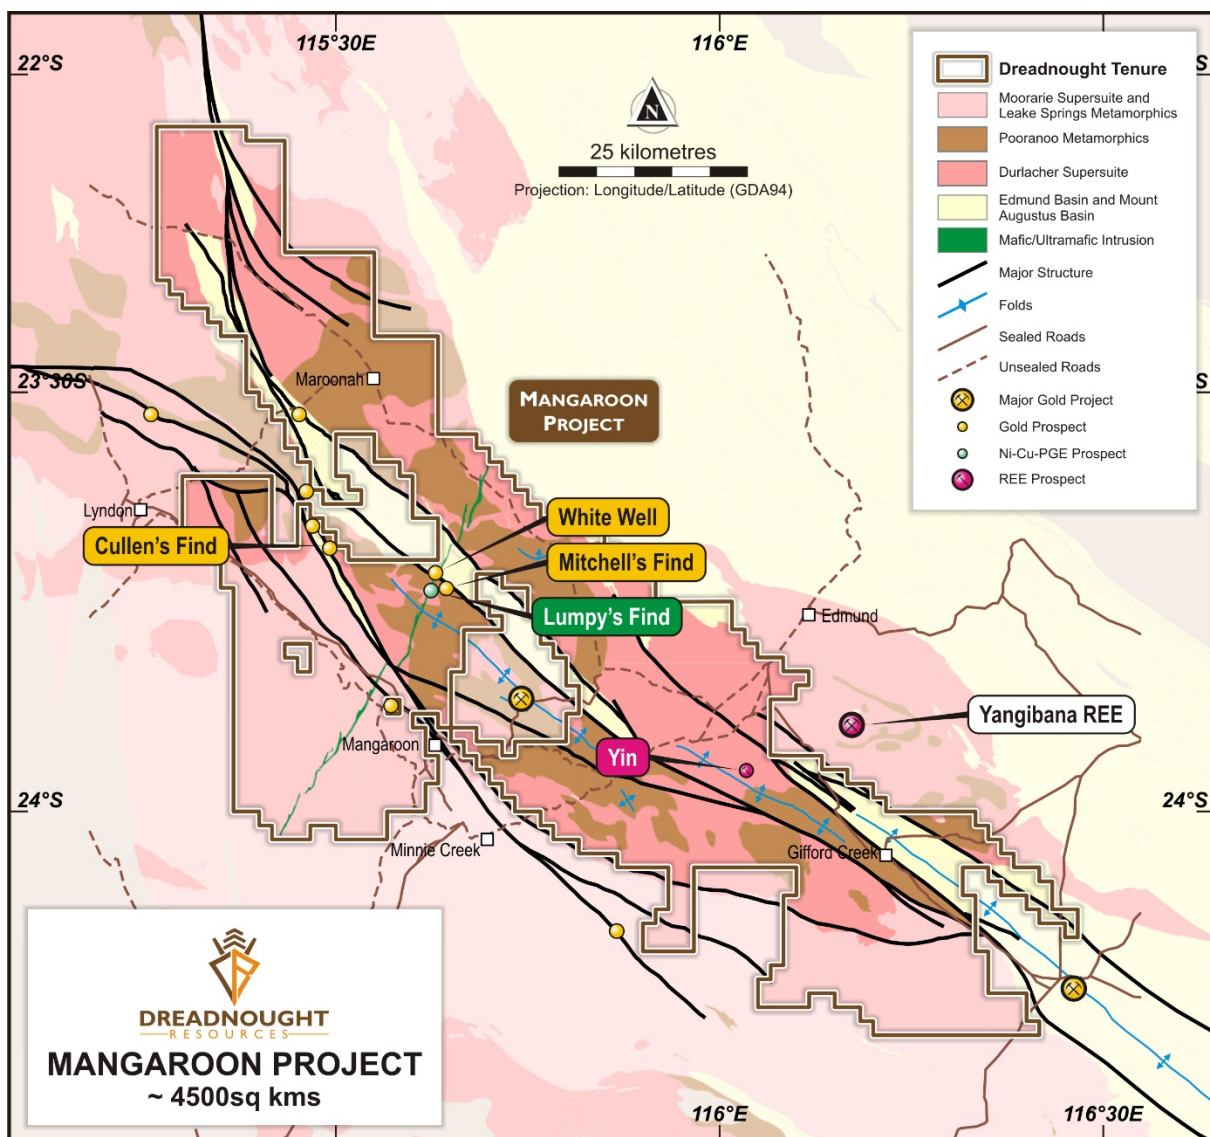 115°30E
116°E
22°S
S
N
25 kilometres
Projection: Longitude/Latitude (GDA94)
Dreadnought Tenure
Moorarie Supersuite and
Leake Springs Metamorphics
Pooranoo Metamorphics
Durlacher Supersuite
Edmund Basin and Mount
Augustus Basin
Mafic/Ultramafic Intrusion
Major Structure
Folds
Sealed Roads
Unsealed Roads
Major Gold Project
Gold Prospect
Ni-Cu-PGE Prospect
REE Prospect
23°30S
S
Maroonah
MANGAROON
PROJECT
Lyndon
Cullen's Find
White Well
Mitchell's Find
Lumpy's Find
Edmund
Yangibana REE
Mangaroon
Yin
24°S
24°S
Minnie Creek
Gifford Creek
DREADNOUGHT
RESOURCES
MANGAROON PROJECT
~ 4500sq kms
116°E
116°30E